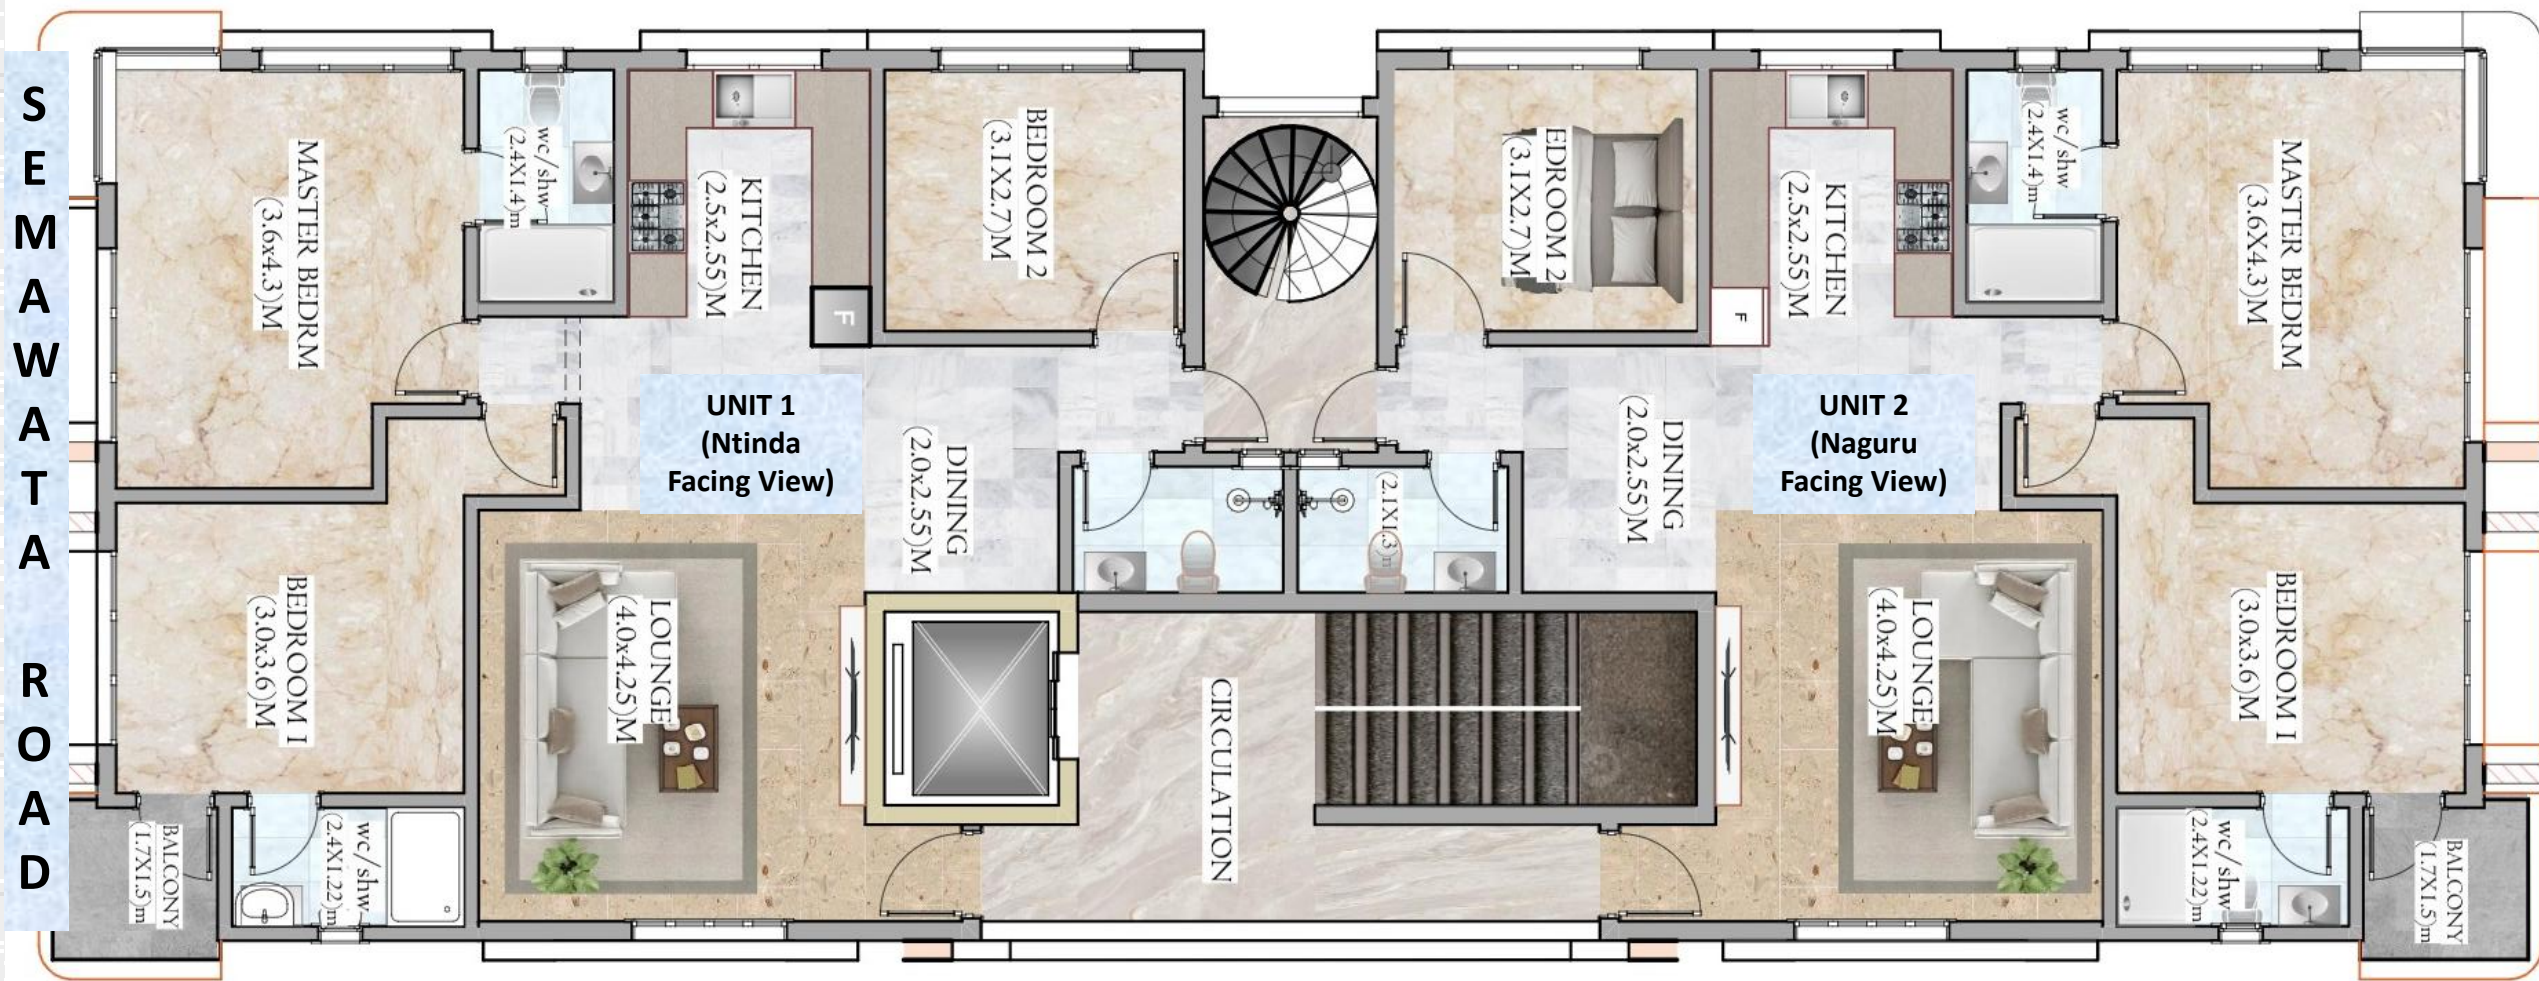 SEMAWATA ROAD
MASTER BEDRM
(3.6x4.3)M
wc/shw
(2.4X1.4)m
KITCHEN
(2.5x2.55)M
F
BEDROOM 2
(3.1X2.7)M
EDROOM 2
(3.1X2.7)M
KITCHEN
(2.5x2.55)M
F
wc/shw
(2.4X1.4)m
MASTER BEDRM
(3.6X4.3)M
UNIT 1
(Ntinda
Facing View)
DINING
(2.0x2.55)M
(2.1X1.3)m
DINING
(2.0x2.55)M
UNIT 2
(Naguru
Facing View)
BEDROOM I
(3.0x3.6)M
LOUNGE
(4.0x4.25)M
CIRCULATION
LOUNGE
(4.0x4.25)M
BEDROOM I
(3.0x3.6)M
BALCONY
(1.7X1.5)m
wc/shw
(2.4X1.22)m
wc/shw
(2.4X1.22)m
BALCONY
(1.7X1.5)m